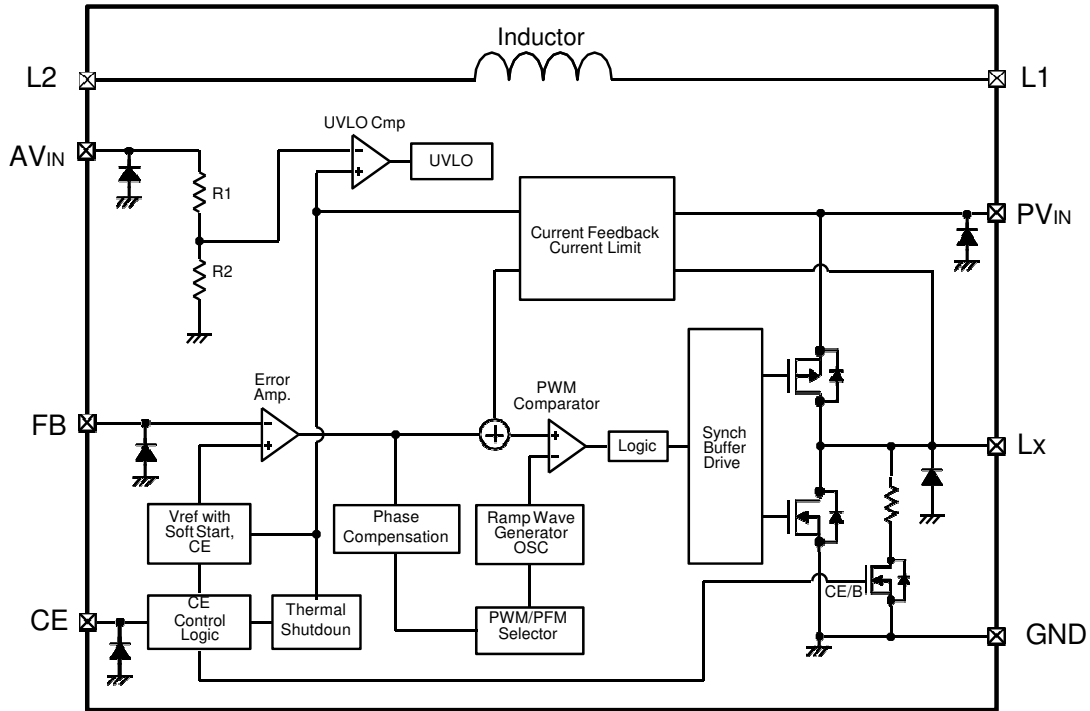 Inductor
L2
L1
UVLO Cmp
AVIN
-
+
UVLO
R1
PVIN
Current Feedback
Current Limit
R2
Error
Amp.
PWM
Comparator
FB
-
+
+
+
-
Logic
Synch
Buffer
Drive
Lx
Vref with
Soft Start,
CE
Phase
Compensation
Ramp Wave
Generator
OSC
CE/B
CE
CE
Control
Logic
Thermal
Shutdoun
PWM/PFM
Selector
GND